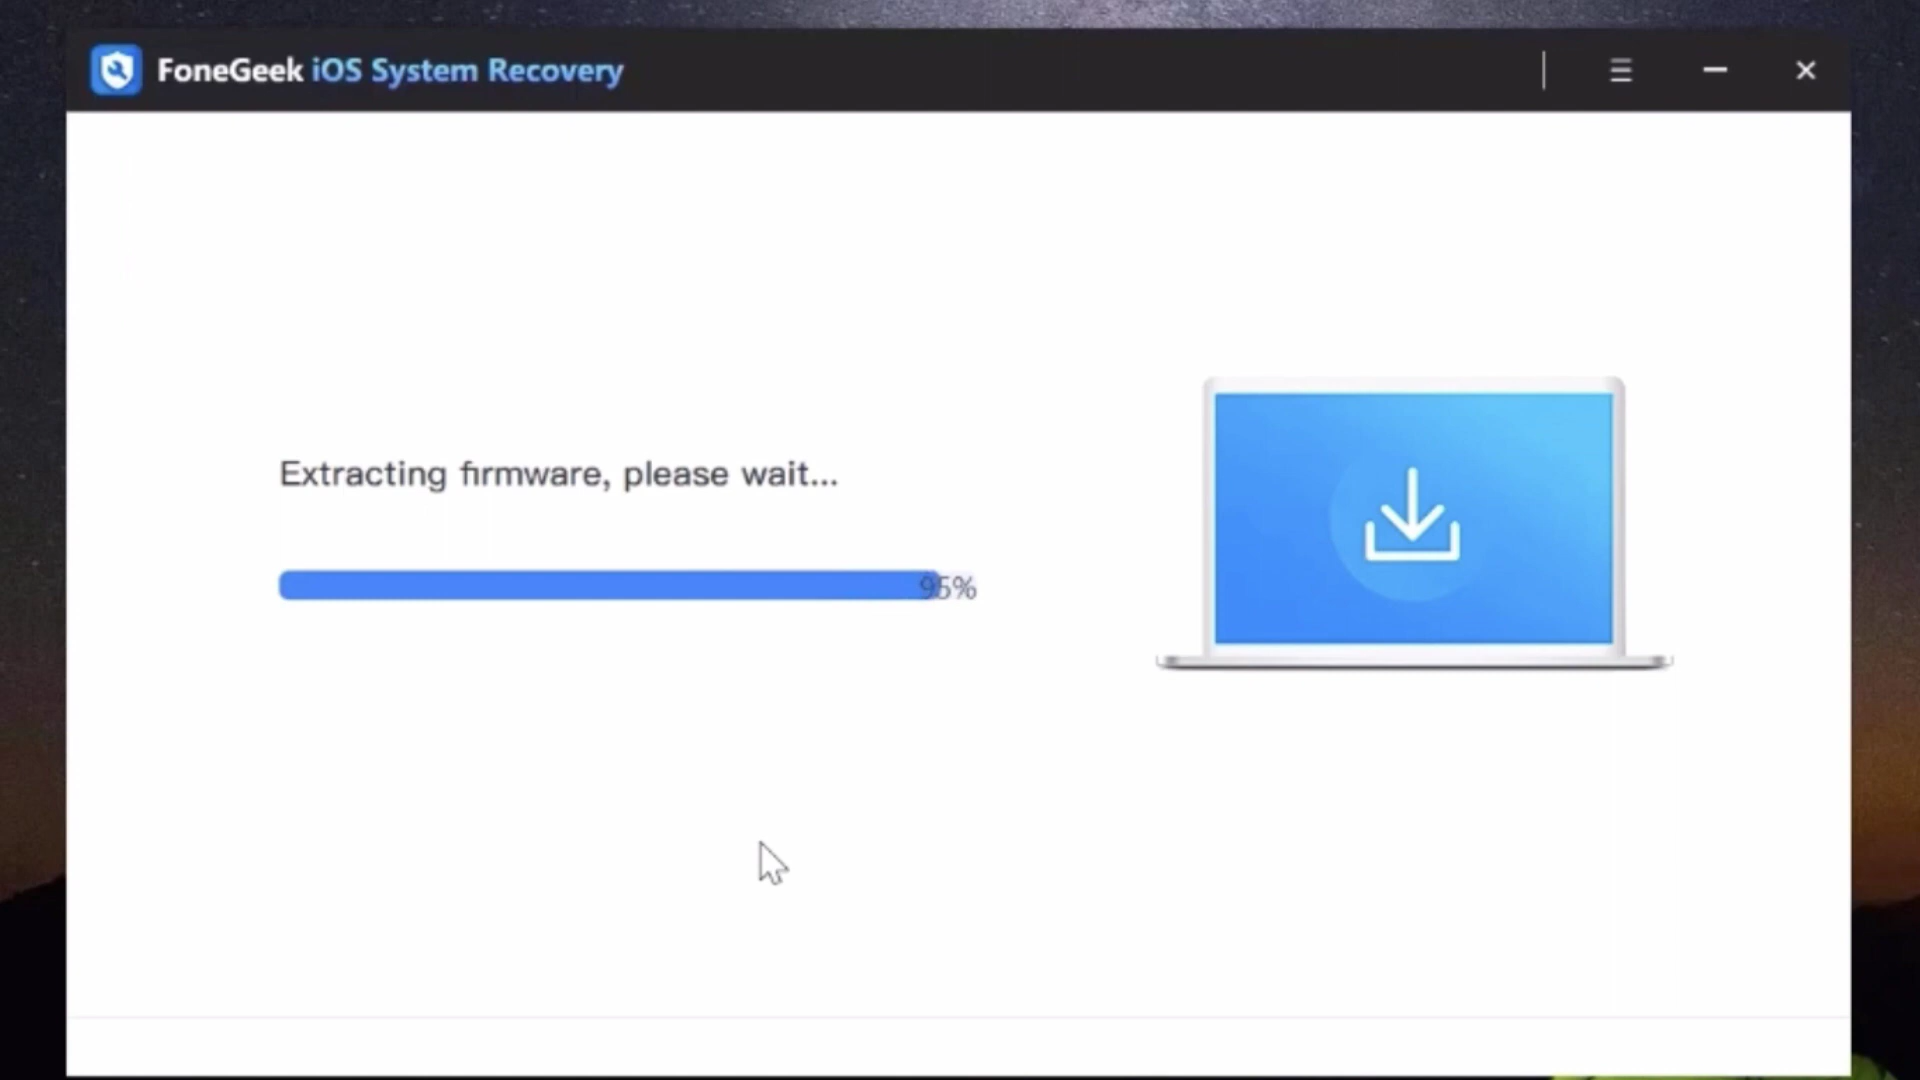 FoneGeek iOS System Recovery
Extracting firmware, please wait...
95%